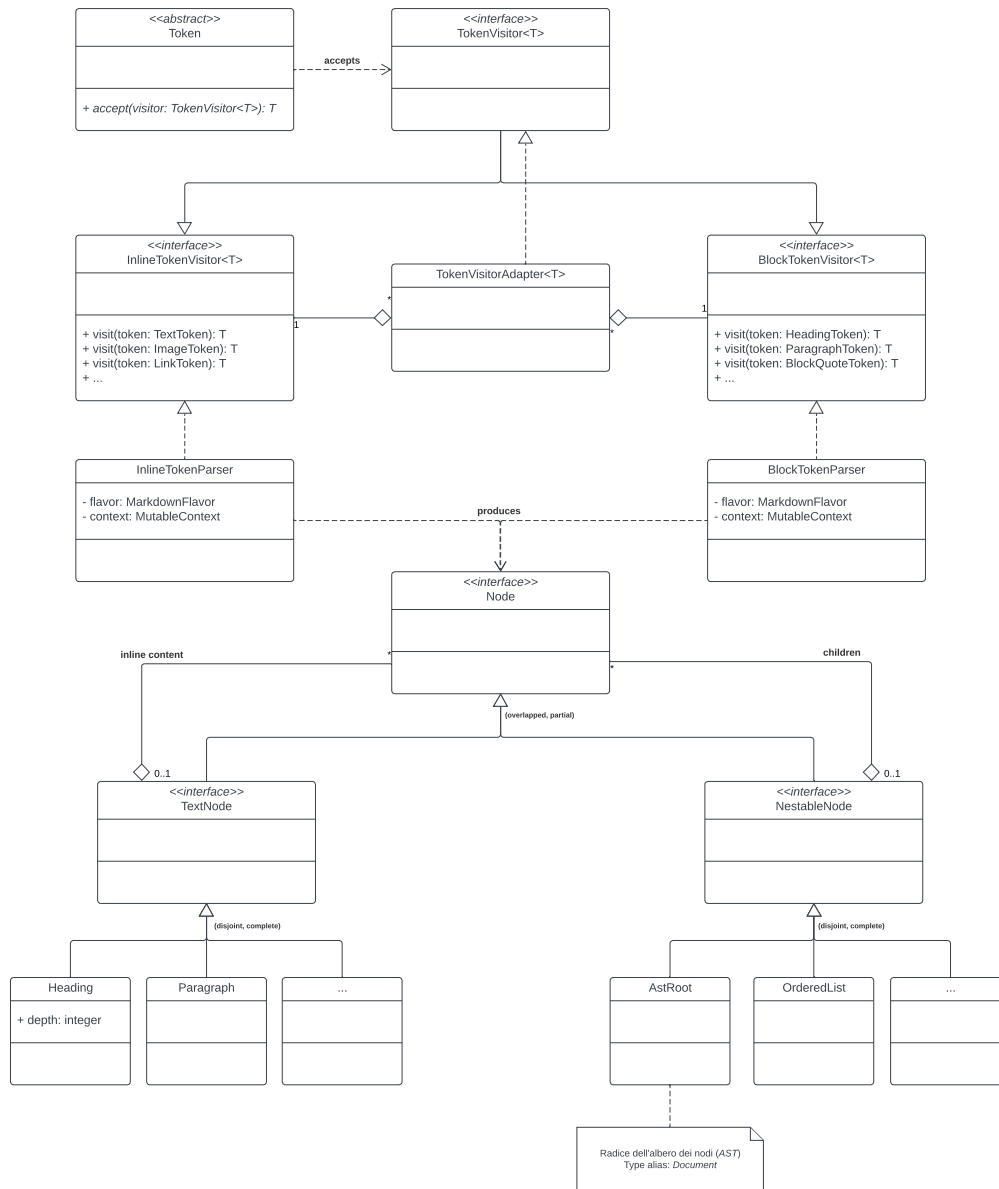 <<abstract>>
Token
+ accept(visitor: TokenVisitor<T>): T
accepts
<<interface>>
TokenVisitor<T>
<<interface>>
InlineTokenVisitor<T>
+ visit(token: TextToken): T
+ visit(token: ImageToken): T
+ visit(token: LinkToken): T
+ ...
1
*
TokenVisitorAdapter<T>
*
1
<<interface>>
BlockTokenVisitor<T>
+ visit(token: HeadingToken): T
+ visit(token: ParagraphToken): T
+ visit(token: BlockQuoteToken): T
+ ...
InlineTokenParser
- flavor: MarkdownFlavor
- context: MutableContext
produces
BlockTokenParser
- flavor: MarkdownFlavor
- context: MutableContext
<<interface>>
Node
inline content
*
*
children
(overlapped, partial)
0..1
0..1
<<interface>>
TextNode
<<interface>>
NestableNode
(disjoint, complete)
(disjoint, complete)
Heading
+ depth: integer
Paragraph
...
AstRoot
OrderedList
...
Radice dell'albero dei nodi (AST)
Type alias: Document